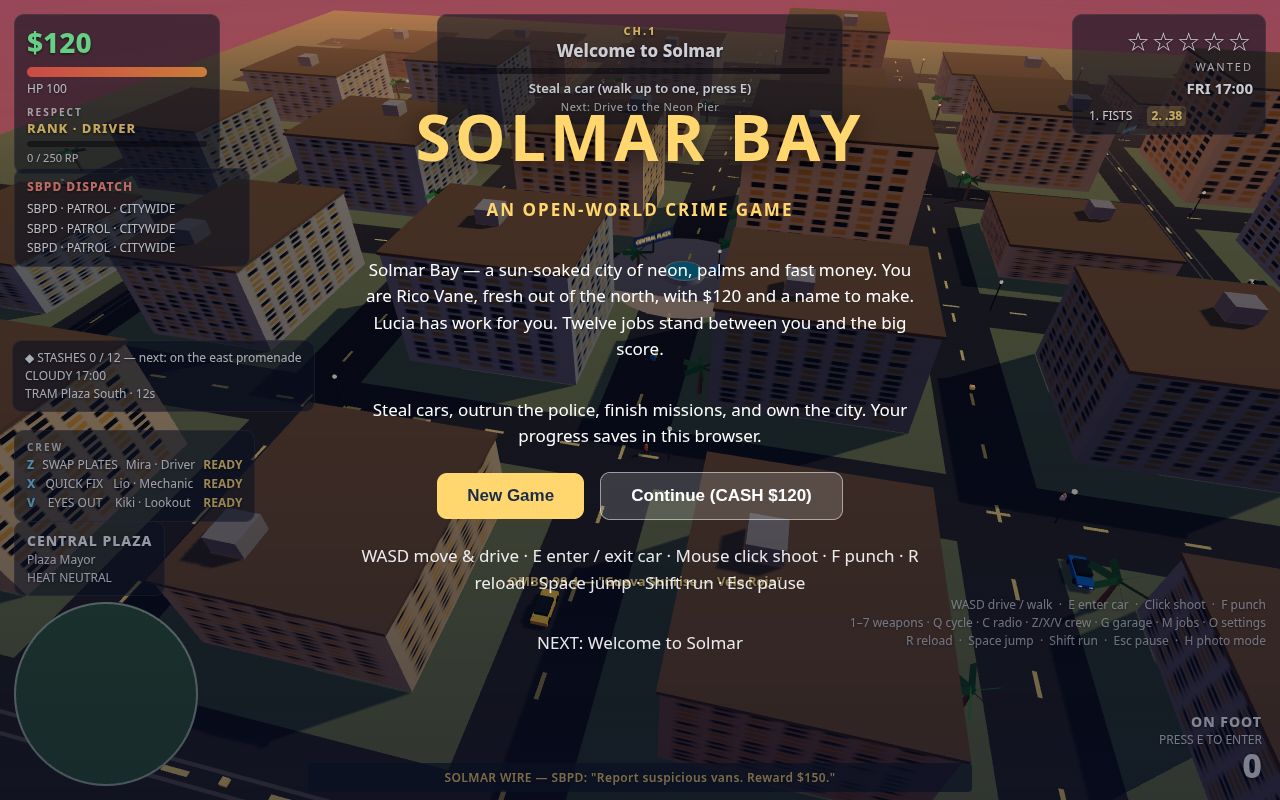 $120
HP 100
RESPECT
RANK · DRIVER
0 / 250 RP
SBPD DISPATCH
SBPD · PATROL · CITYWIDE
SBPD · PATROL · CITYWIDE
SBPD · PATROL · CITYWIDE
CH.1
Welcome to Solmar
Steal a car (walk up to one, press E)
Next: Drive to the Neon Pier
☆☆☆☆☆
WANTED
FRI 17:00
1. FISTS 2. .38
SOLMAR BAY
AN OPEN-WORLD CRIME GAME
CENTRAL PLAZA
Solmar Bay — a sun-soaked city of neon, palms and fast money. You
are Rico Vane, fresh out of the north, with $120 and a name to make.
Lucia has work for you. Twelve jobs stand between you and the big
score.
Steal cars, outrun the police, finish missions, and own the city. Your
progress saves in this browser.
New Game
Continue (CASH $120)
WASD move & drive · E enter / exit car · Mouse click shoot · F punch · R
reload · Space jump · Shift run · Esc pause
NEXT: Welcome to Solmar
◆ STASHES 0 / 12 — next: on the east promenade
CLOUDY 17:00
TRAM Plaza South · 12s
CREW
Z SWAP PLATES Mira · Driver READY
X QUICK FIX Lio · Mechanic READY
V EYES OUT Kiki · Lookout READY
CENTRAL PLAZA
Plaza Mayor
HEAT NEUTRAL
WASD drive / walk · E enter car · Click shoot · F punch
1–7 weapons · Q cycle · C radio · Z/X/V crew · G garage · M jobs · O settings
R reload · Space jump · Shift run · Esc pause · H photo mode
ON FOOT
PRESS E TO ENTER
0
SOLMAR WIRE — SBPD: "Report suspicious vans. Reward $150."